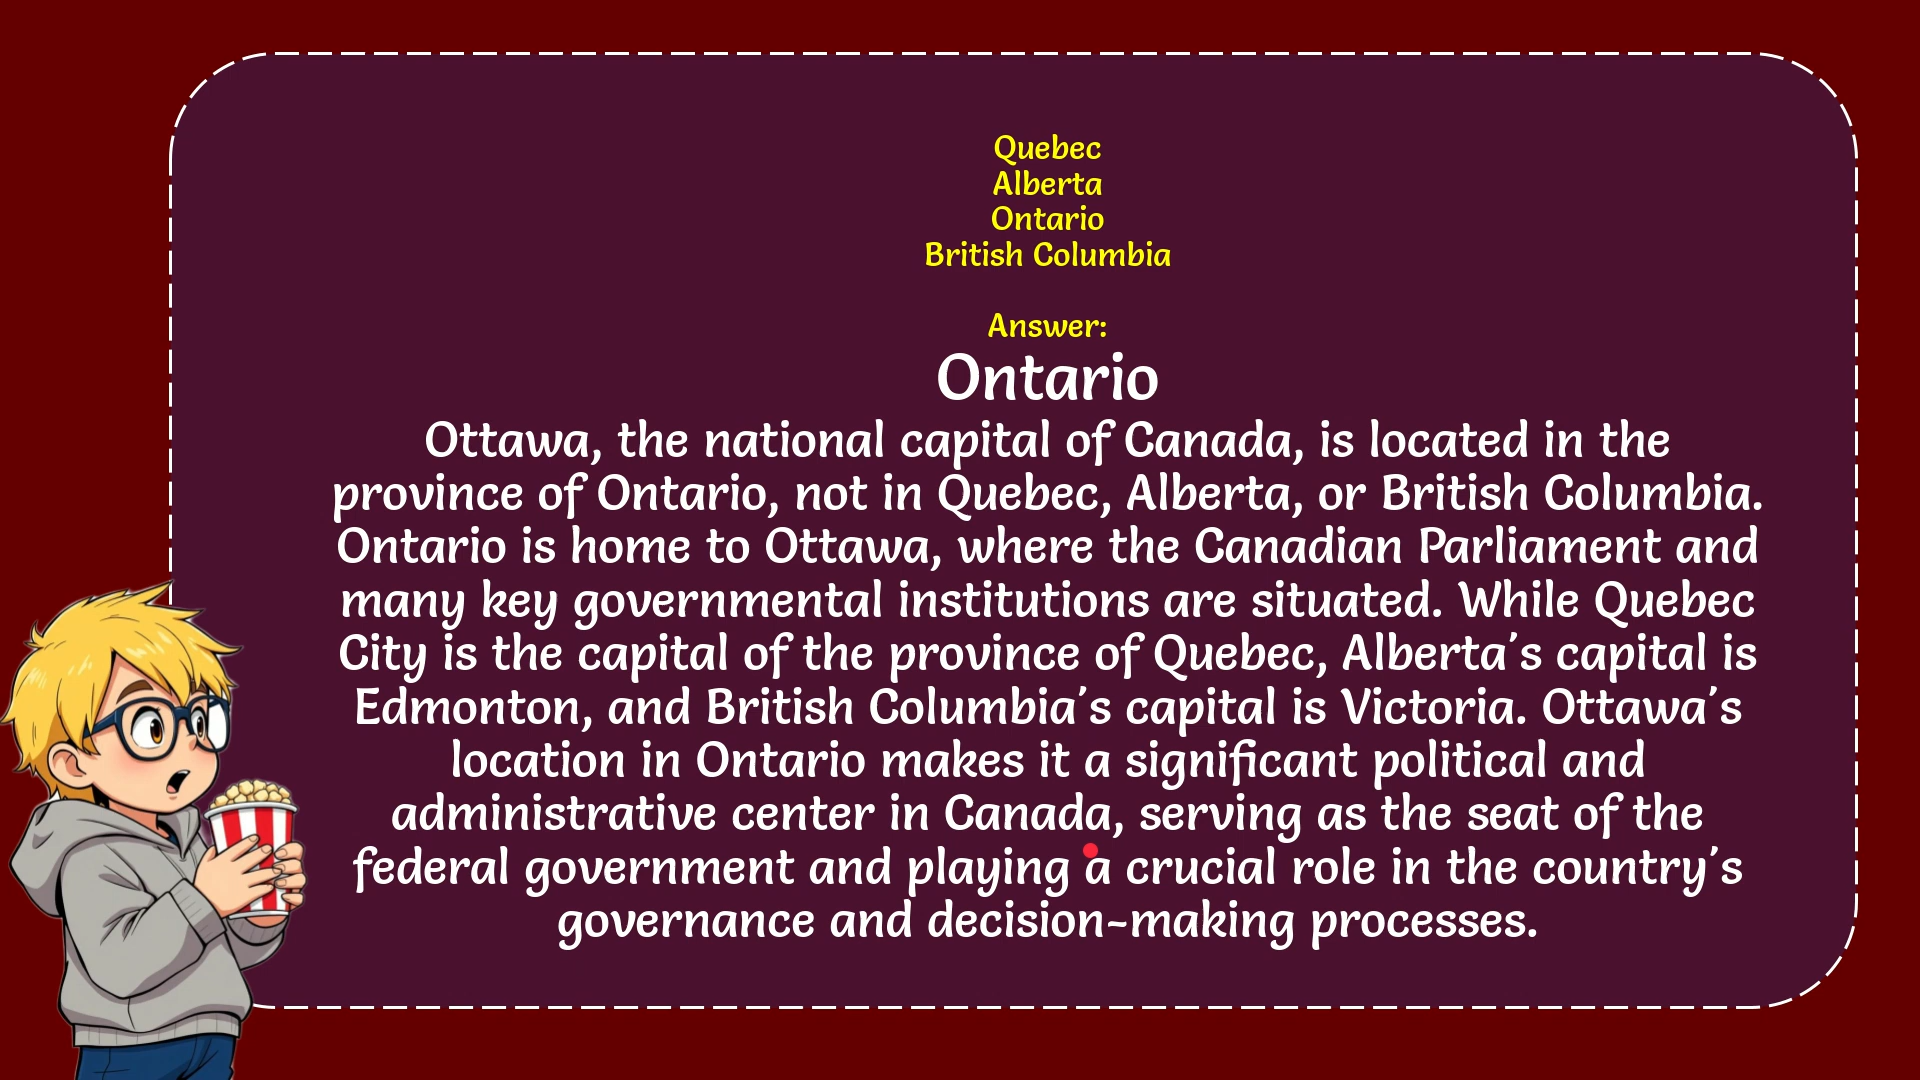 Quebec
Alberta
Ontario
British Columbia
Answer:
Ontario
Ottawa, the national capital of Canada, is located in the
province of Ontario, not in Quebec, Alberta, or British Columbia.
Ontario is home to Ottawa, where the Canadian Parliament and
many key governmental institutions are situated. While Quebec
City is the capital of the province of Quebec, Alberta's capital is
Edmonton, and British Columbia's capital is Victoria. Ottawa's
location in Ontario makes it a significant political and
administrative center in Canada, serving as the seat of the
federal government and playing a crucial role in the country's
governance and decision-making processes.